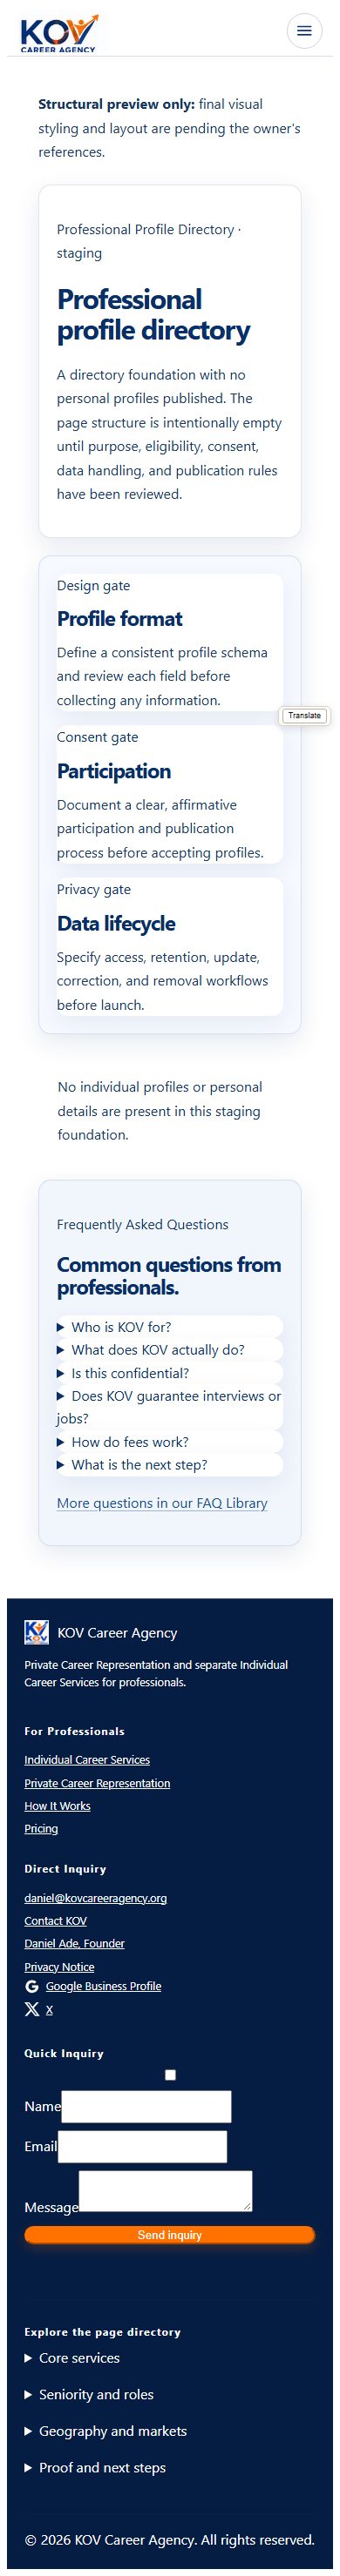 KOV
CAREER AGENCY
Structural preview only: final visual
styling and layout are pending the owner's
references.
Professional Profile Directory ·
staging
Professional
profile directory
A directory foundation with no
personal profiles published. The
page structure is intentionally empty
until purpose, eligibility, consent,
data handling, and publication rules
have been reviewed.
Design gate
Profile format
Define a consistent profile schema
and review each field before
collecting any information.
Translate
Consent gate
Participation
Document a clear, affirmative
participation and publication
process before accepting profiles.
Privacy gate
Data lifecycle
Specify access, retention, update,
correction, and removal workflows
before launch.
No individual profiles or personal
details are present in this staging
foundation.
Frequently Asked Questions
Common questions from
professionals.
Who is KOV for?
What does KOV actually do?
Is this confidential?
Does KOV guarantee interviews or
jobs?
How do fees work?
What is the next step?
More questions in our FAQ Library
KOV
KOV Career Agency
Private Career Representation and separate Individual
Career Services for professionals.
For Professionals
Individual Career Services
Private Career Representation
How It Works
Pricing
Direct Inquiry
daniel@kovcareeragency.org
Contact KOV
Daniel Ade, Founder
Privacy Notice
G Google Business Profile
X X
Quick Inquiry
Name
Email
Message
Send inquiry
Explore the page directory
Core services
Seniority and roles
Geography and markets
Proof and next steps
© 2026 KOV Career Agency. All rights reserved.